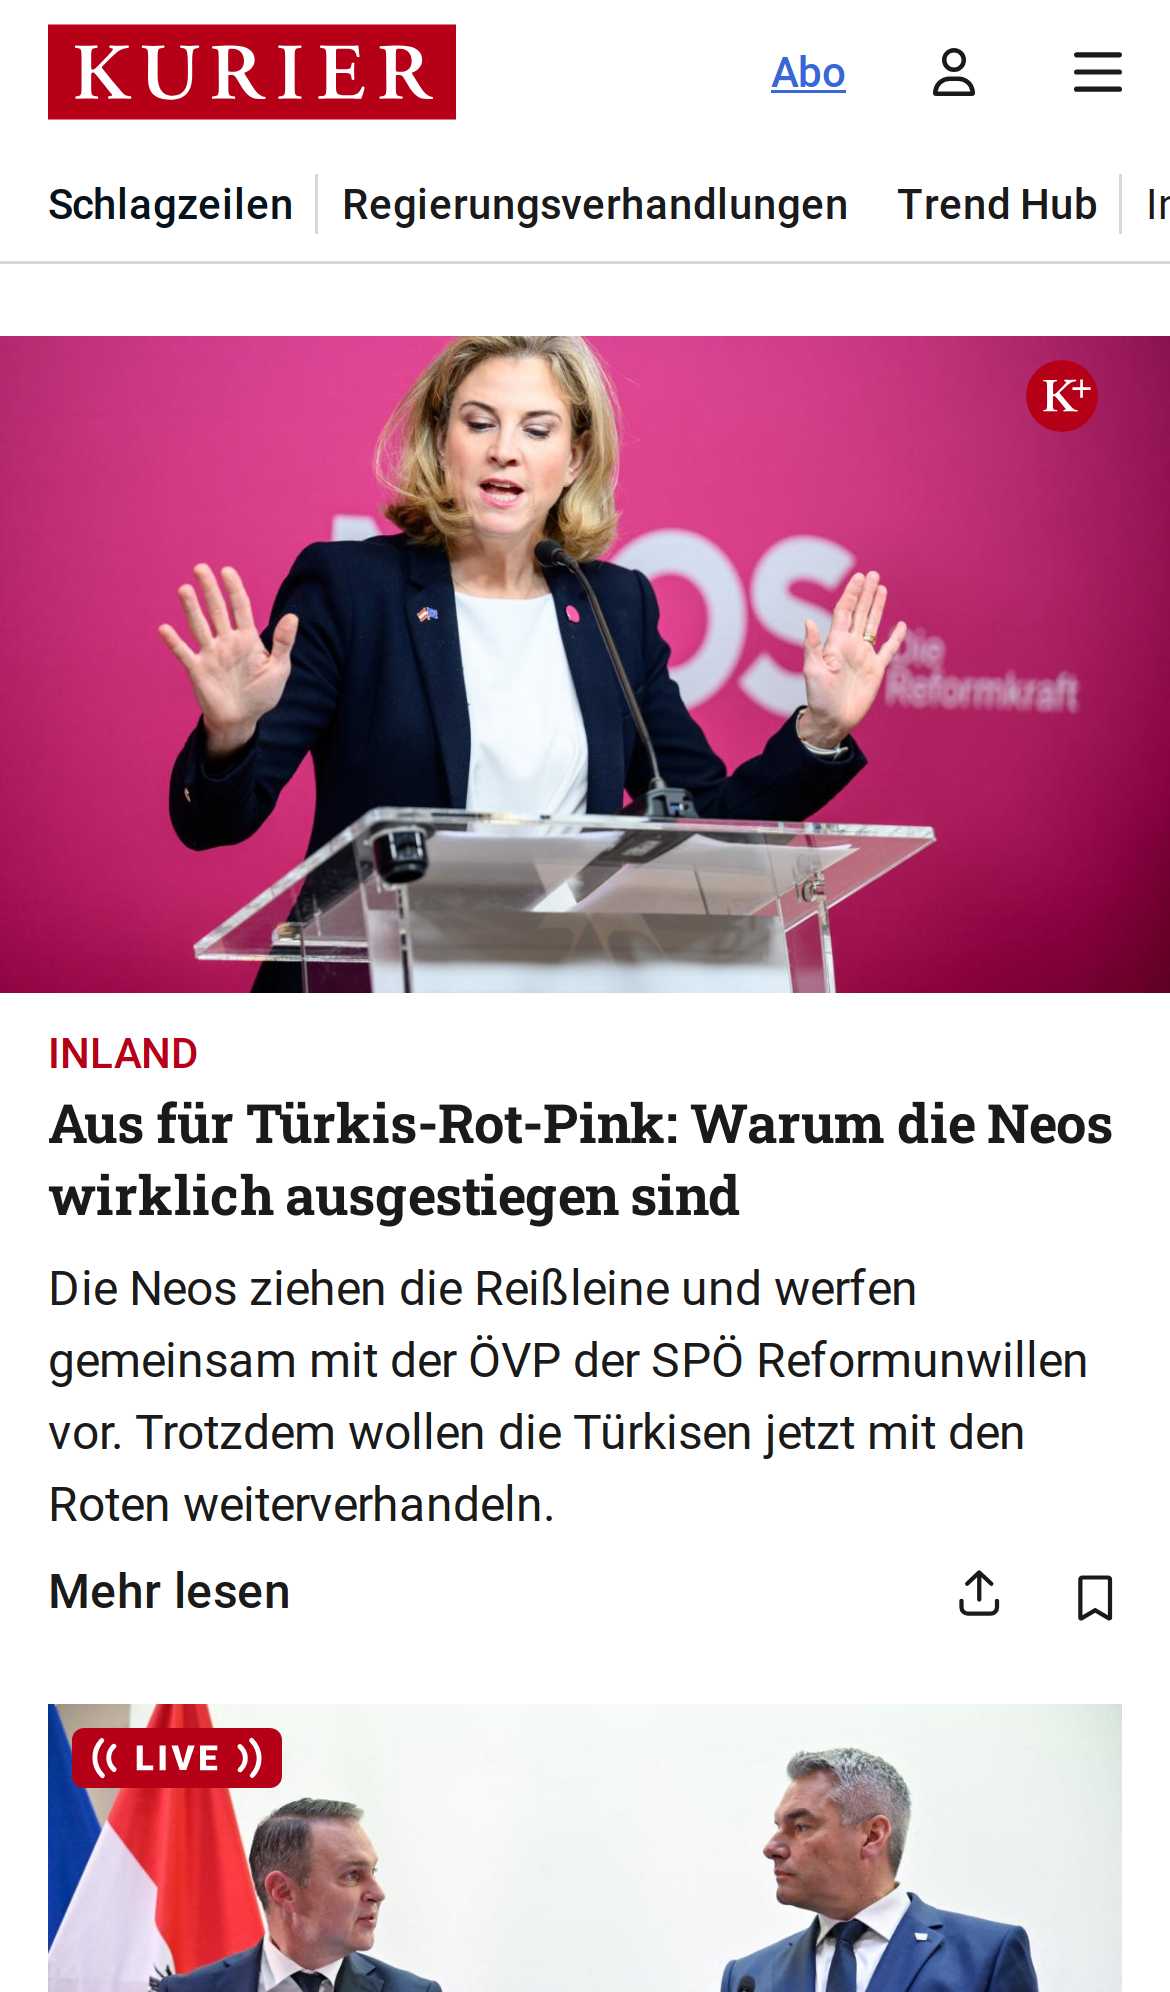 KURIER
Abo
Schlagzeilen
Regierungsverhandlungen
Trend Hub
K+
OS
Die
Reformkraft
INLAND
Aus für Türkis-Rot-Pink: Warum die Neos
wirklich ausgestiegen sind
Die Neos ziehen die Reißleine und werfen
gemeinsam mit der ÖVP der SPÖ Reformunwillen
vor. Trotzdem wollen die Türkisen jetzt mit den
Roten weiterverhandeln.
Mehr lesen
LIVE